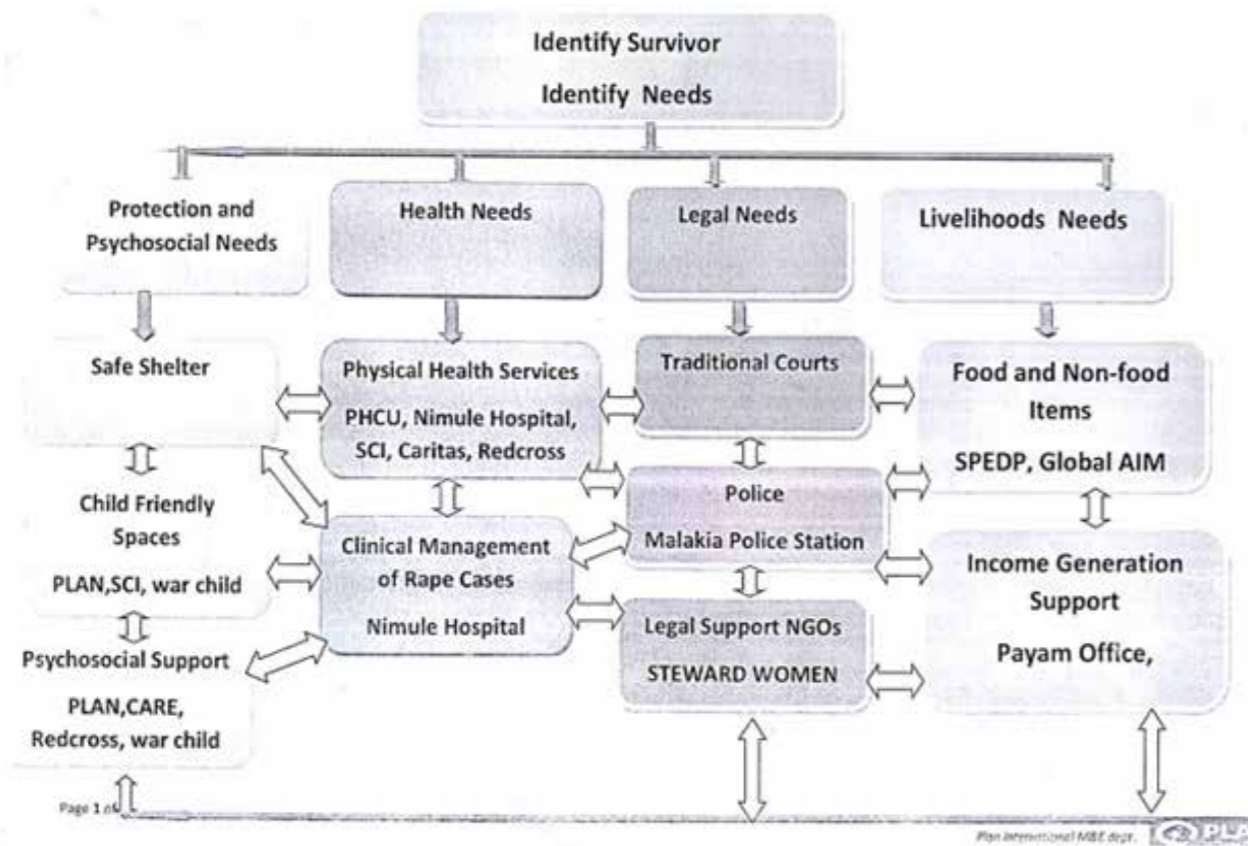 Identify Survivor
Identify Needs
Protection and
Psychosocial Needs
Health Needs
Legal Needs
Livelihoods Needs
Safe Shelter
Physical Health Services
PHCU, Nimule Hospital,
SCI, Caritas, Redcross
Traditional Courts
Food and Non-food
Items
SPEDP, Global AIM
Child Friendly
Spaces
PLAN,SCI, war child
Clinical Management
of Rape Cases
Nimule Hospital
Police
Malakia Police Station
Income Generation
Support
Payam Office,
Psychosocial Support
PLAN,CARE,
Redcross, war child
Legal Support NGOs
STEWARD WOMEN
Page 1
Plan International M&E dept.
PLA